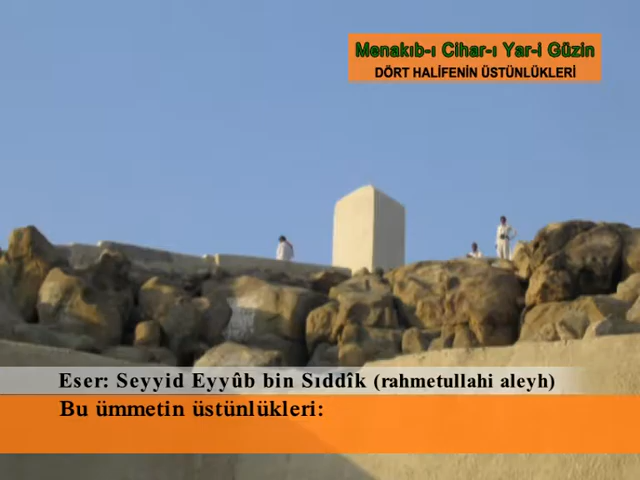 Menakıb-ı Cihar-ı Yar-i Güzin
DÖRT HALİFENİN ÜSTÜNLÜKLERİ
Eser: Seyyid Eyyûb bin Sıddîk (rahmetullahi aleyh)
Bu ümmetin üstünlükleri: